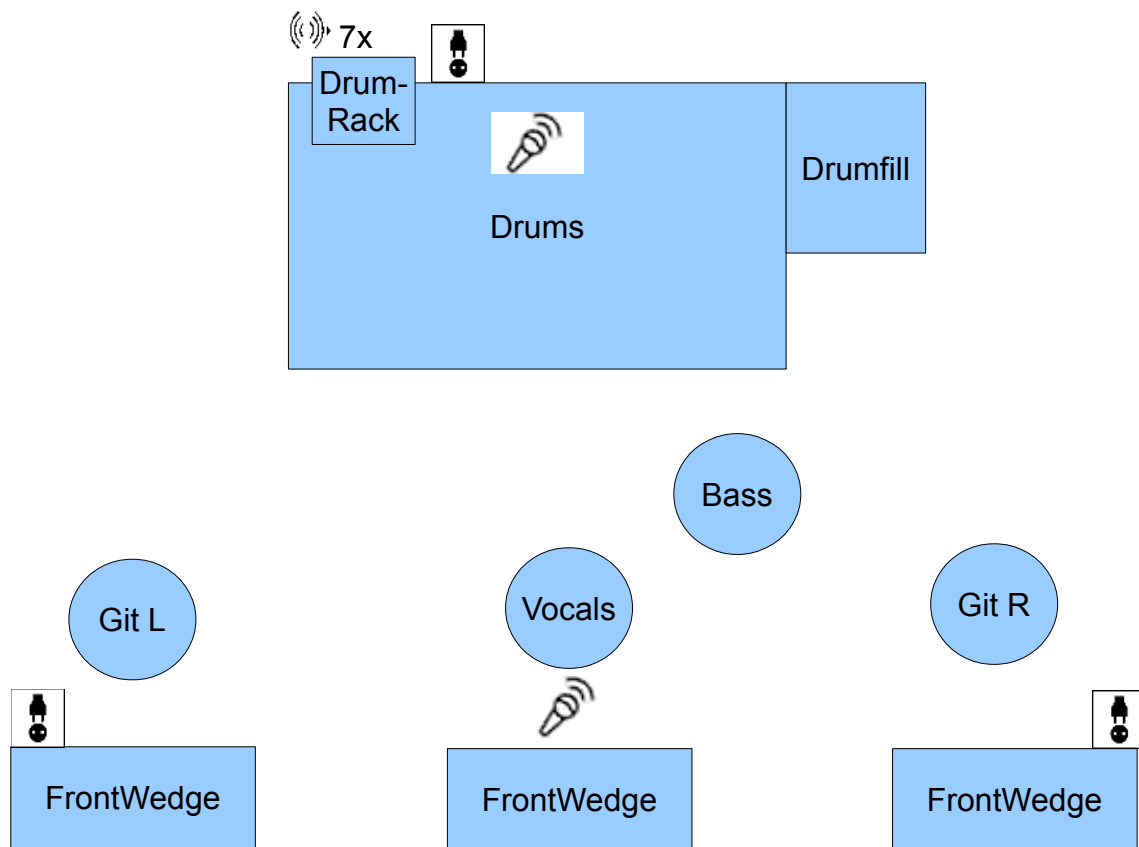 7x
Drum-
Rack
Drumfill
Drums
Bass
Git L
Vocals
Git R
FrontWedge
FrontWedge
FrontWedge